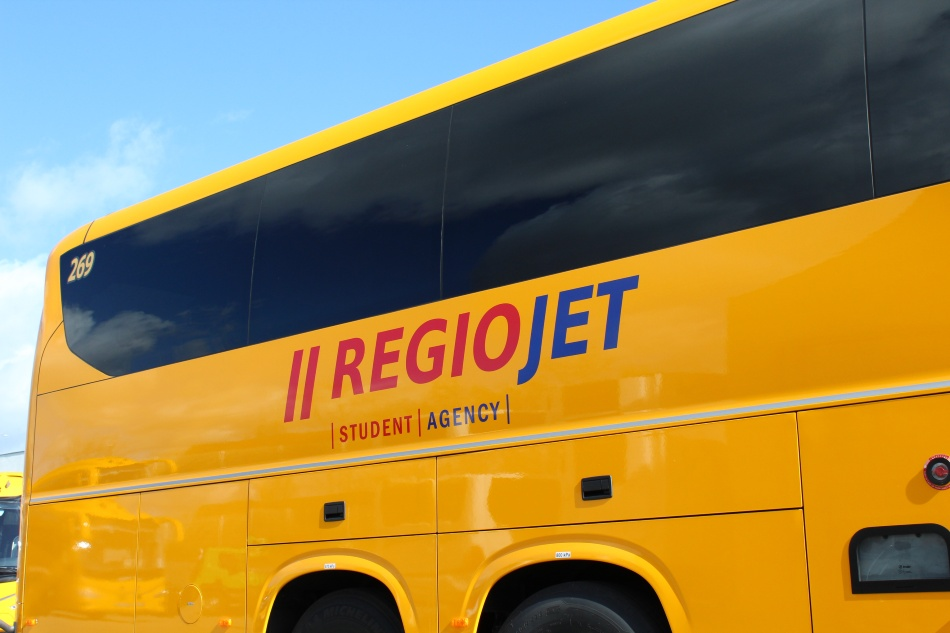 269
REGIOJET
| STUDENT | AGENCY |